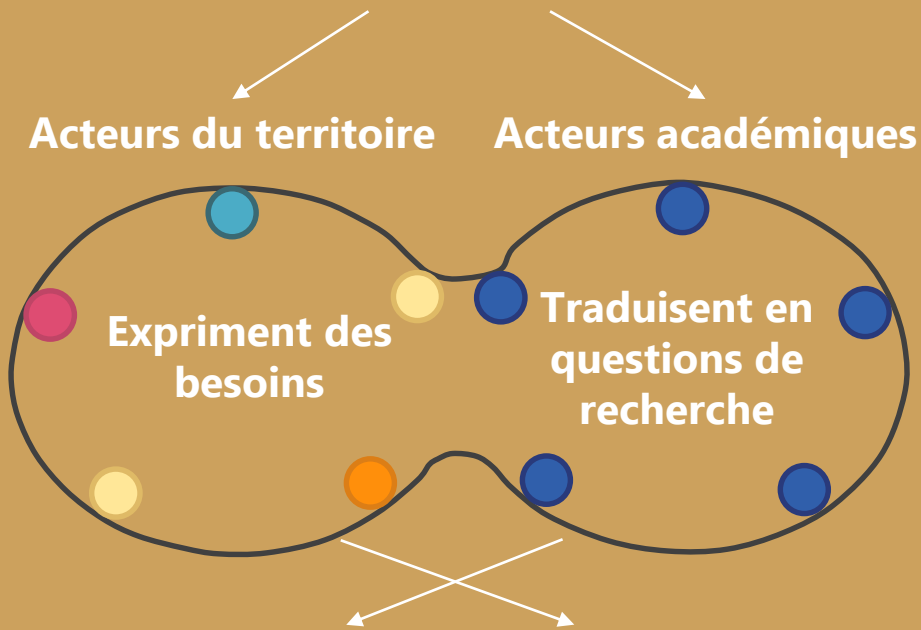 Acteurs du territoire
Acteurs académiques
Expriment des
besoins
Traduisent en
questions de
recherche